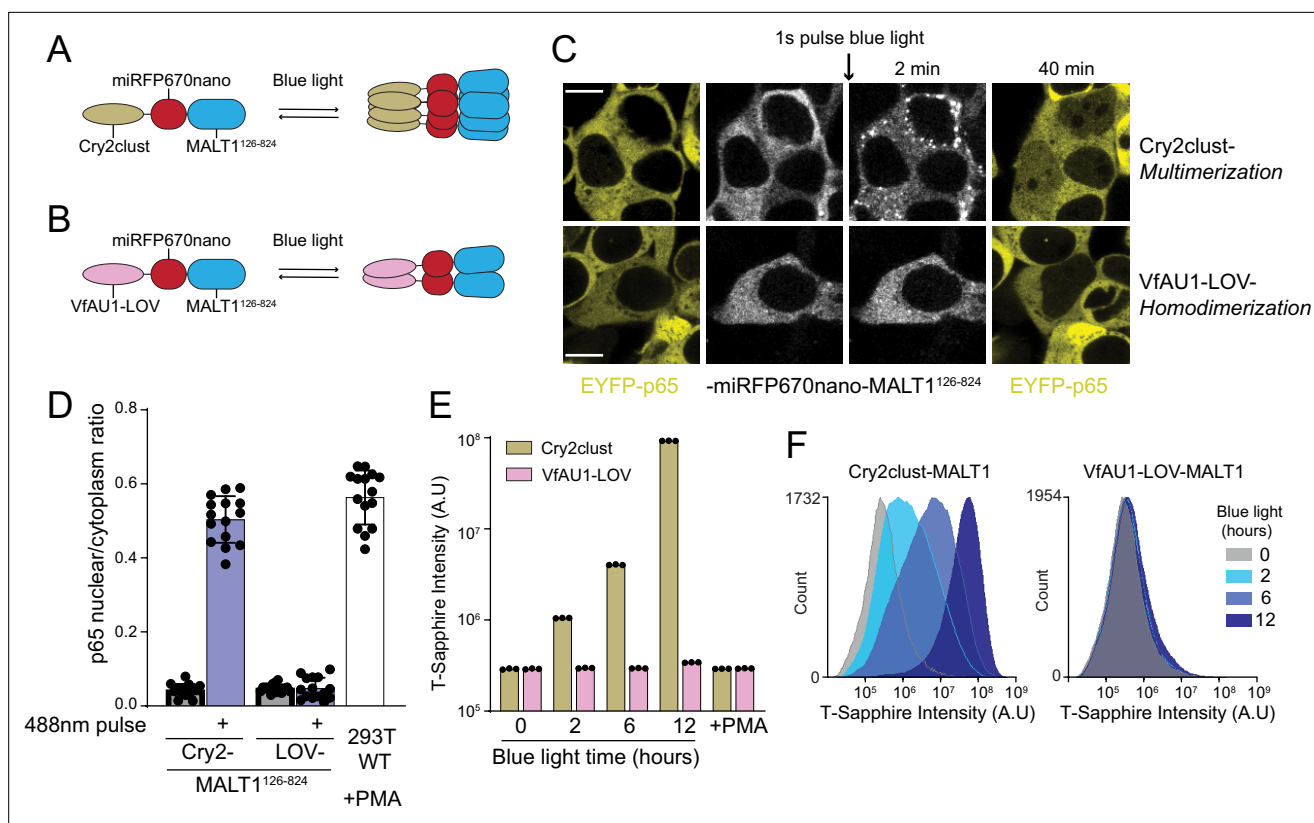 A
miRFP670nano
Blue light
Cry2clust
MALT1¹²⁶⁻⁸²⁴
B
miRFP670nano
Blue light
VfAU1-LOV
MALT1¹²⁶⁻⁸²⁴
C
1s pulse blue light
2 min
40 min
Cry2clust-
Multimerization
VfAU1-LOV-
Homodimerization
EYFP-p65
-miRFP670nano-MALT1¹²⁶⁻⁸²⁴
EYFP-p65
D
p65 nuclear/cytoplasm ratio
0.8
0.6
0.4
0.2
0.0
488nm pulse
+
+
Cry2-
LOV-
MALT1¹²⁶⁻⁸²⁴
293T
WT
+PMA
E
T-Sapphire Intensity (A.U)
10⁸
10⁷
10⁶
10⁵
Cry2clust
VfAU1-LOV
0
2
6
12
+PMA
Blue light time (hours)
F
Cry2clust-MALT1
1732
Count
0
10⁵
10⁶
10⁷
10⁸
10⁹
T-Sapphire Intensity (A.U)
VfAU1-LOV-MALT1
1954
Count
0
10⁵
10⁶
10⁷
10⁸
10⁹
T-Sapphire Intensity (A.U)
Blue light
(hours)
0
2
6
12